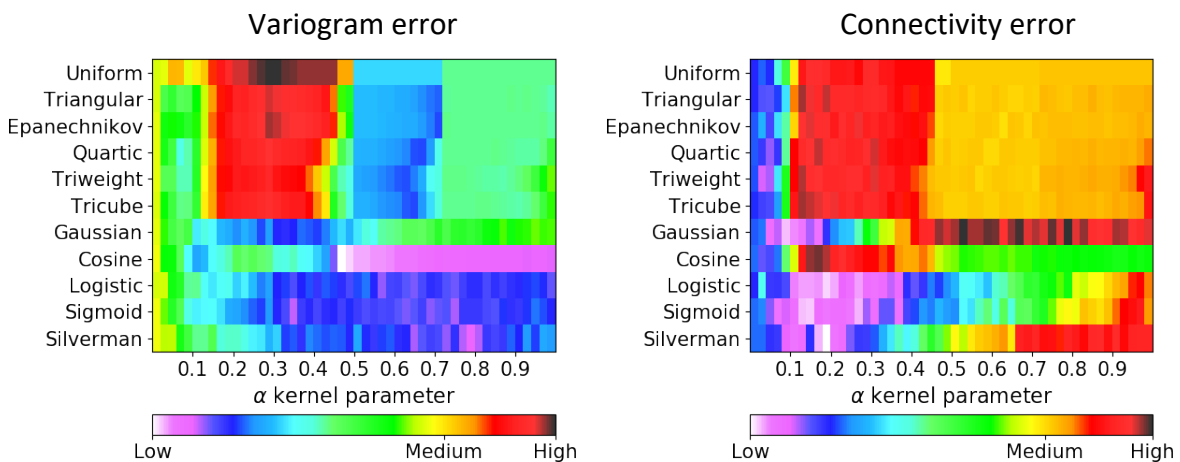 Variogram error
Uniform
Triangular
Epanechnikov
Quartic
Triweight
Tricube
Gaussian
Cosine
Logistic
Sigmoid
Silverman
0.1 0.2 0.3 0.4 0.5 0.6 0.7 0.8 0.9
α kernel parameter
Low Medium High
Connectivity error
Uniform
Triangular
Epanechnikov
Quartic
Triweight
Tricube
Gaussian
Cosine
Logistic
Sigmoid
Silverman
0.1 0.2 0.3 0.4 0.5 0.6 0.7 0.8 0.9
α kernel parameter
Low Medium High